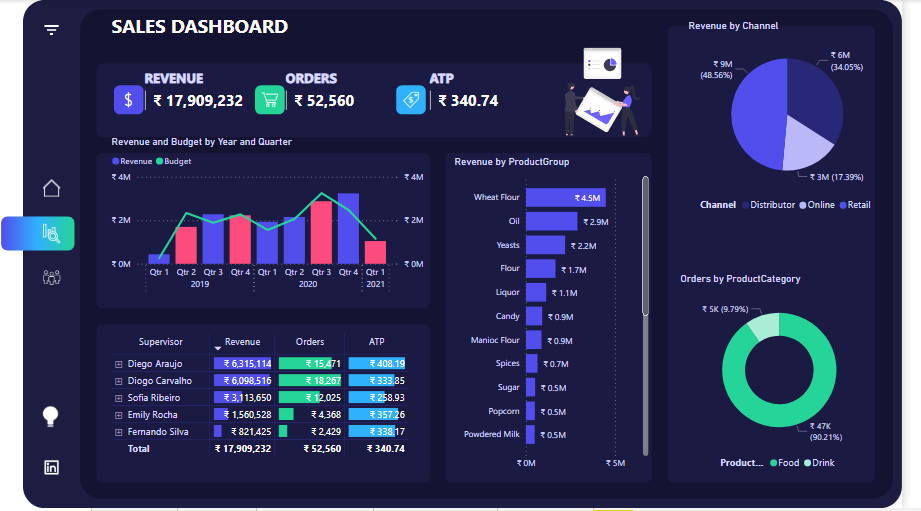 SALES DASHBOARD
REVENUE
₹ 17,909,232
ORDERS
₹ 52,560
ATP
₹ 340.74
Revenue and Budget by Year and Quarter
Revenue Budget
₹ 4M ₹ 4M
₹ 2M ₹ 2M
₹ 0M ₹ 0M
Qtr 1 Qtr 2 Qtr 3 Qtr 4 Qtr 1 Qtr 2 Qtr 3 Qtr 4 Qtr 1
2019 2020 2021
Supervisor Revenue Orders ATP
Diego Araujo ₹ 6,315,114 ₹ 15,471 ₹ 408.19
Diogo Carvalho ₹ 6,098,516 ₹ 18,267 ₹ 333.85
Sofia Ribeiro ₹ 3,113,650 ₹ 12,025 ₹ 258.93
Emily Rocha ₹ 1,560,528 ₹ 4,368 ₹ 357.26
Fernando Silva ₹ 821,425 ₹ 2,429 ₹ 338.17
Total ₹ 17,909,232 ₹ 52,560 ₹ 340.74
Revenue by ProductGroup
Wheat Flour ₹ 4.5M
Oil ₹ 2.9M
Yeasts ₹ 2.2M
Flour ₹ 1.7M
Liquor ₹ 1.1M
Candy ₹ 0.9M
Manioc Flour ₹ 0.9M
Spices ₹ 0.7M
Sugar ₹ 0.5M
Popcorn ₹ 0.5M
Powdered Milk ₹ 0.5M
₹ 0M ₹ 5M
Revenue by Channel
₹ 6M
(34.05%)
₹ 9M
(48.56%)
₹ 3M (17.39%)
Channel Distributor Online Retail
Orders by ProductCategory
₹ 5K (9.79%)
₹ 47K
(90.21%)
Product... Food Drink
in